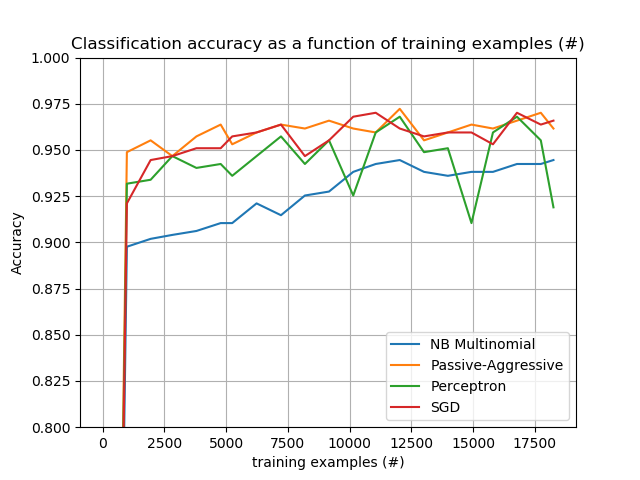 Classification accuracy as a function of training examples (#)
1.000
0.975
0.950
0.925
0.900
0.875
0.850
0.825
0.800
Accuracy
NB Multinomial
Passive-Aggressive
Perceptron
SGD
0 2500 5000 7500 10000 12500 15000 17500
training examples (#)